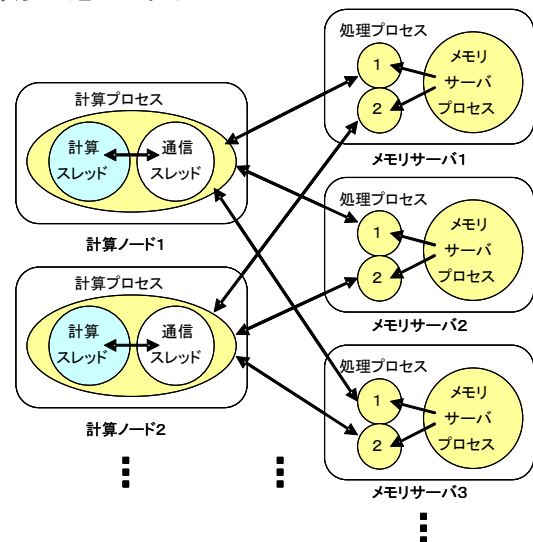 計算プロセス
計算
スレッド
通信
スレッド
計算ノード1
計算プロセス
計算
スレッド
通信
スレッド
計算ノード2
処理プロセス
1
2
メモリ
サーバ
プロセス
メモリサーバ1
処理プロセス
1
2
メモリ
サーバ
プロセス
メモリサーバ2
処理プロセス
1
2
メモリ
サーバ
プロセス
メモリサーバ3